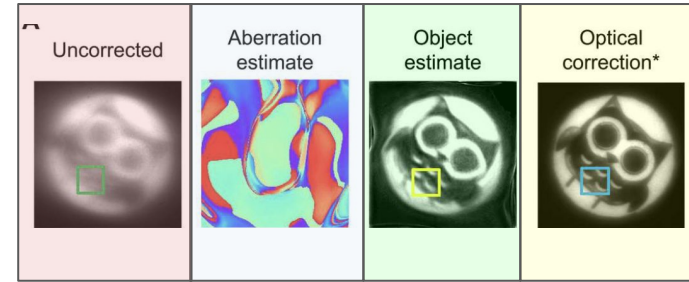 Uncorrected
Aberration
estimate
Object
estimate
Optical
correction*